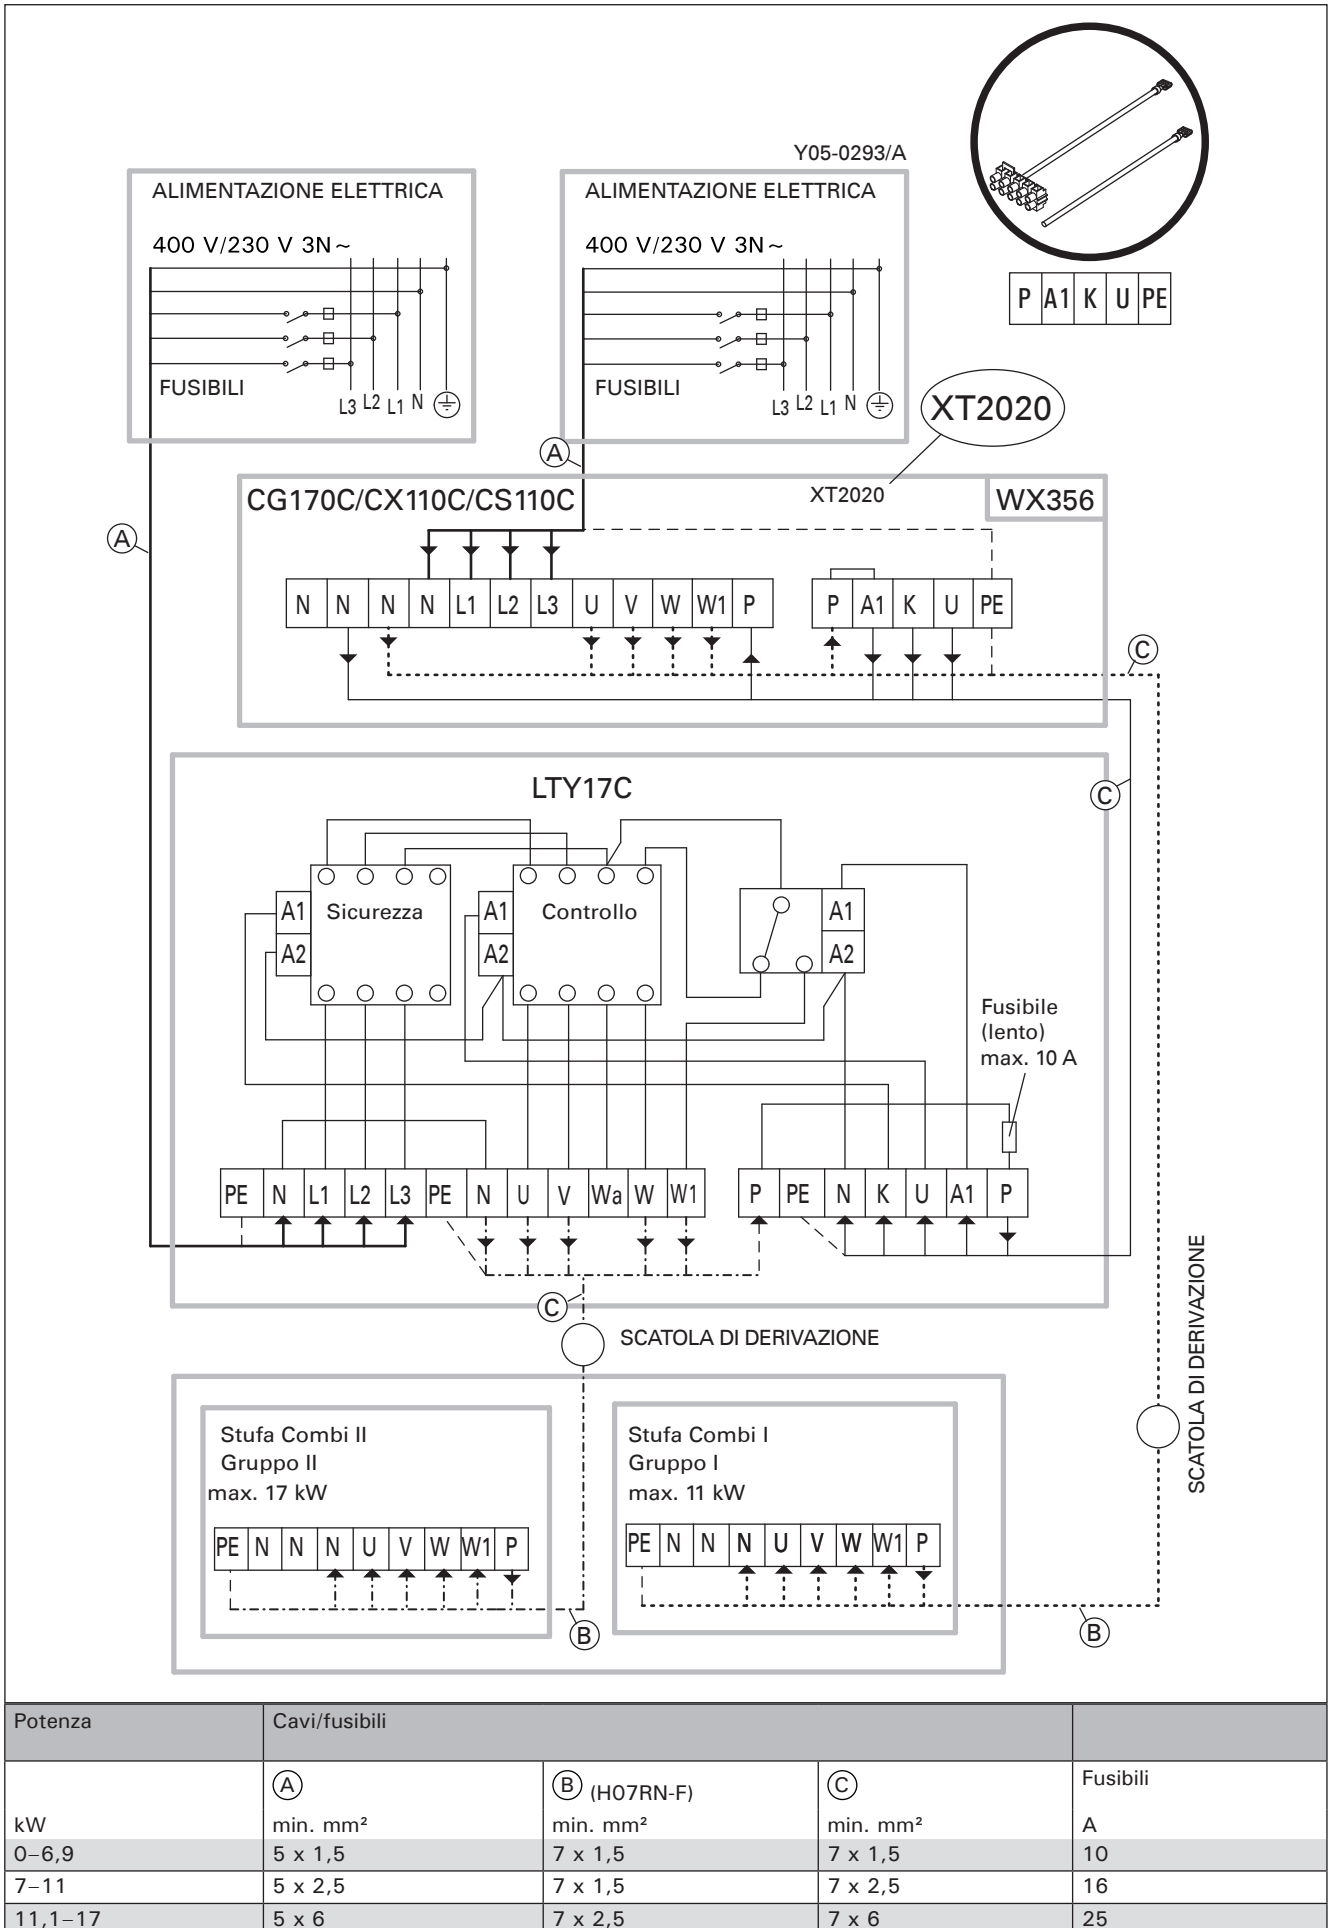 Y05-0293/A
ALIMENTAZIONE ELETTRICA
400 V/230 V 3N~
FUSIBILI
L3 L2 L1 N
ALIMENTAZIONE ELETTRICA
400 V/230 V 3N~
FUSIBILI
L3 L2 L1 N
P A1 K U PE
XT2020
A
A
CG170C/CX110C/CS110C
XT2020
WX356
N N N N L1 L2 L3 U V W W1 P
P A1 K U PE
C
LTY17C
C
A1
A2
Sicurezza
A1
A2
Controllo
A1
A2
Fusibile
(lento)
max. 10 A
PE N L1 L2 L3 PE N U V Wa W W1
P PE N K U A1 P
C
SCATOLA DI DERIVAZIONE
SCATOLA DI DERIVAZIONE
Stufa Combi II
Gruppo II
max. 17 kW
PE N N N U V W W1 P
B
Stufa Combi I
Gruppo I
max. 11 kW
PE N N N U V W W1 P
B
Potenza Cavi/fusibili
A B (H07RN-F) C Fusibili
kW min. mm² min. mm² min. mm² A
0–6,9 5 x 1,5 7 x 1,5 7 x 1,5 10
7–11 5 x 2,5 7 x 1,5 7 x 2,5 16
11,1–17 5 x 6 7 x 2,5 7 x 6 25